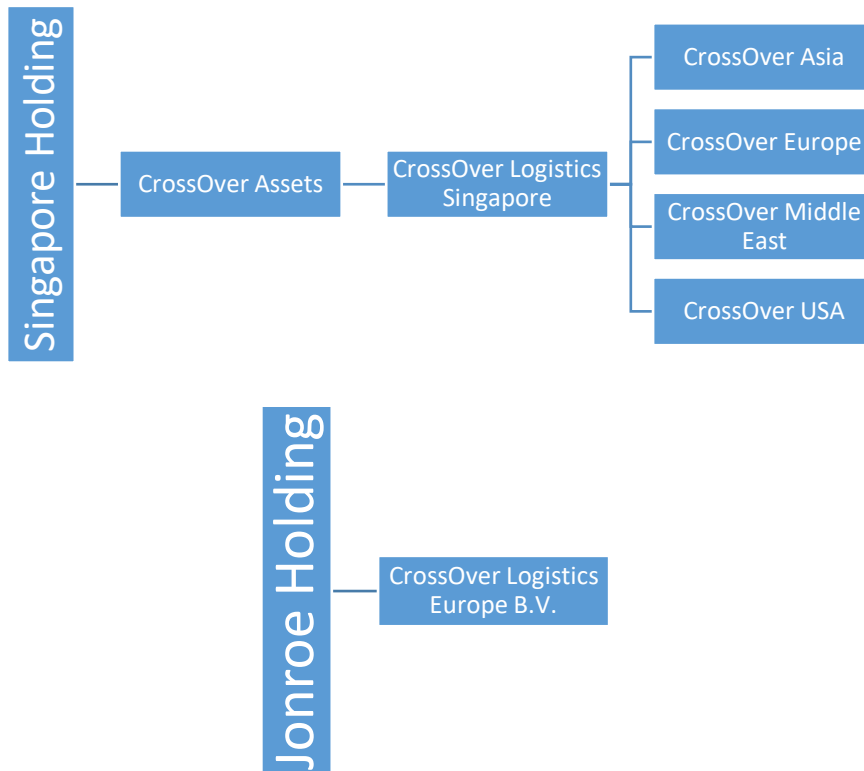 Singapore Holding
CrossOver Assets
CrossOver Logistics
Singapore
CrossOver Asia
CrossOver Europe
CrossOver Middle
East
CrossOver USA
Jonroe Holding
CrossOver Logistics
Europe B.V.